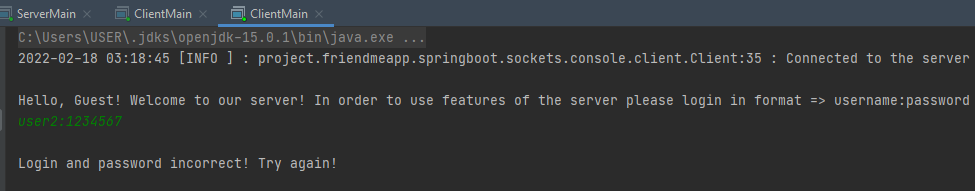 ServerMain × ClientMain × ClientMain ×
C:\Users\USER\.jdks\openjdk-15.0.1\bin\java.exe ...
2022-02-18 03:18:45 [INFO ] : project.friendmeapp.springboot.sockets.console.client.Client:35 : Connected to the server
Hello, Guest! Welcome to our server! In order to use features of the server please login in format => username:password
user2:1234567
Login and password incorrect! Try again!